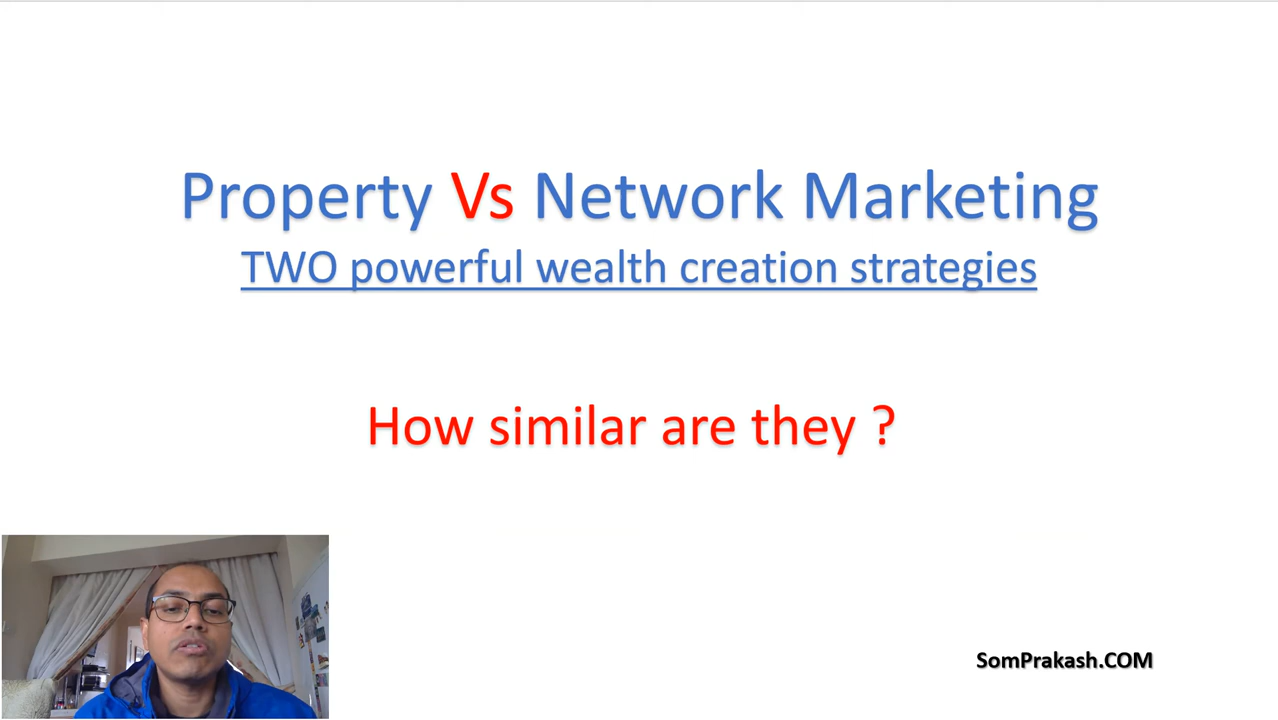 Property Vs Network Marketing
TWO powerful wealth creation strategies
How similar are they ?
SomPrakash.COM